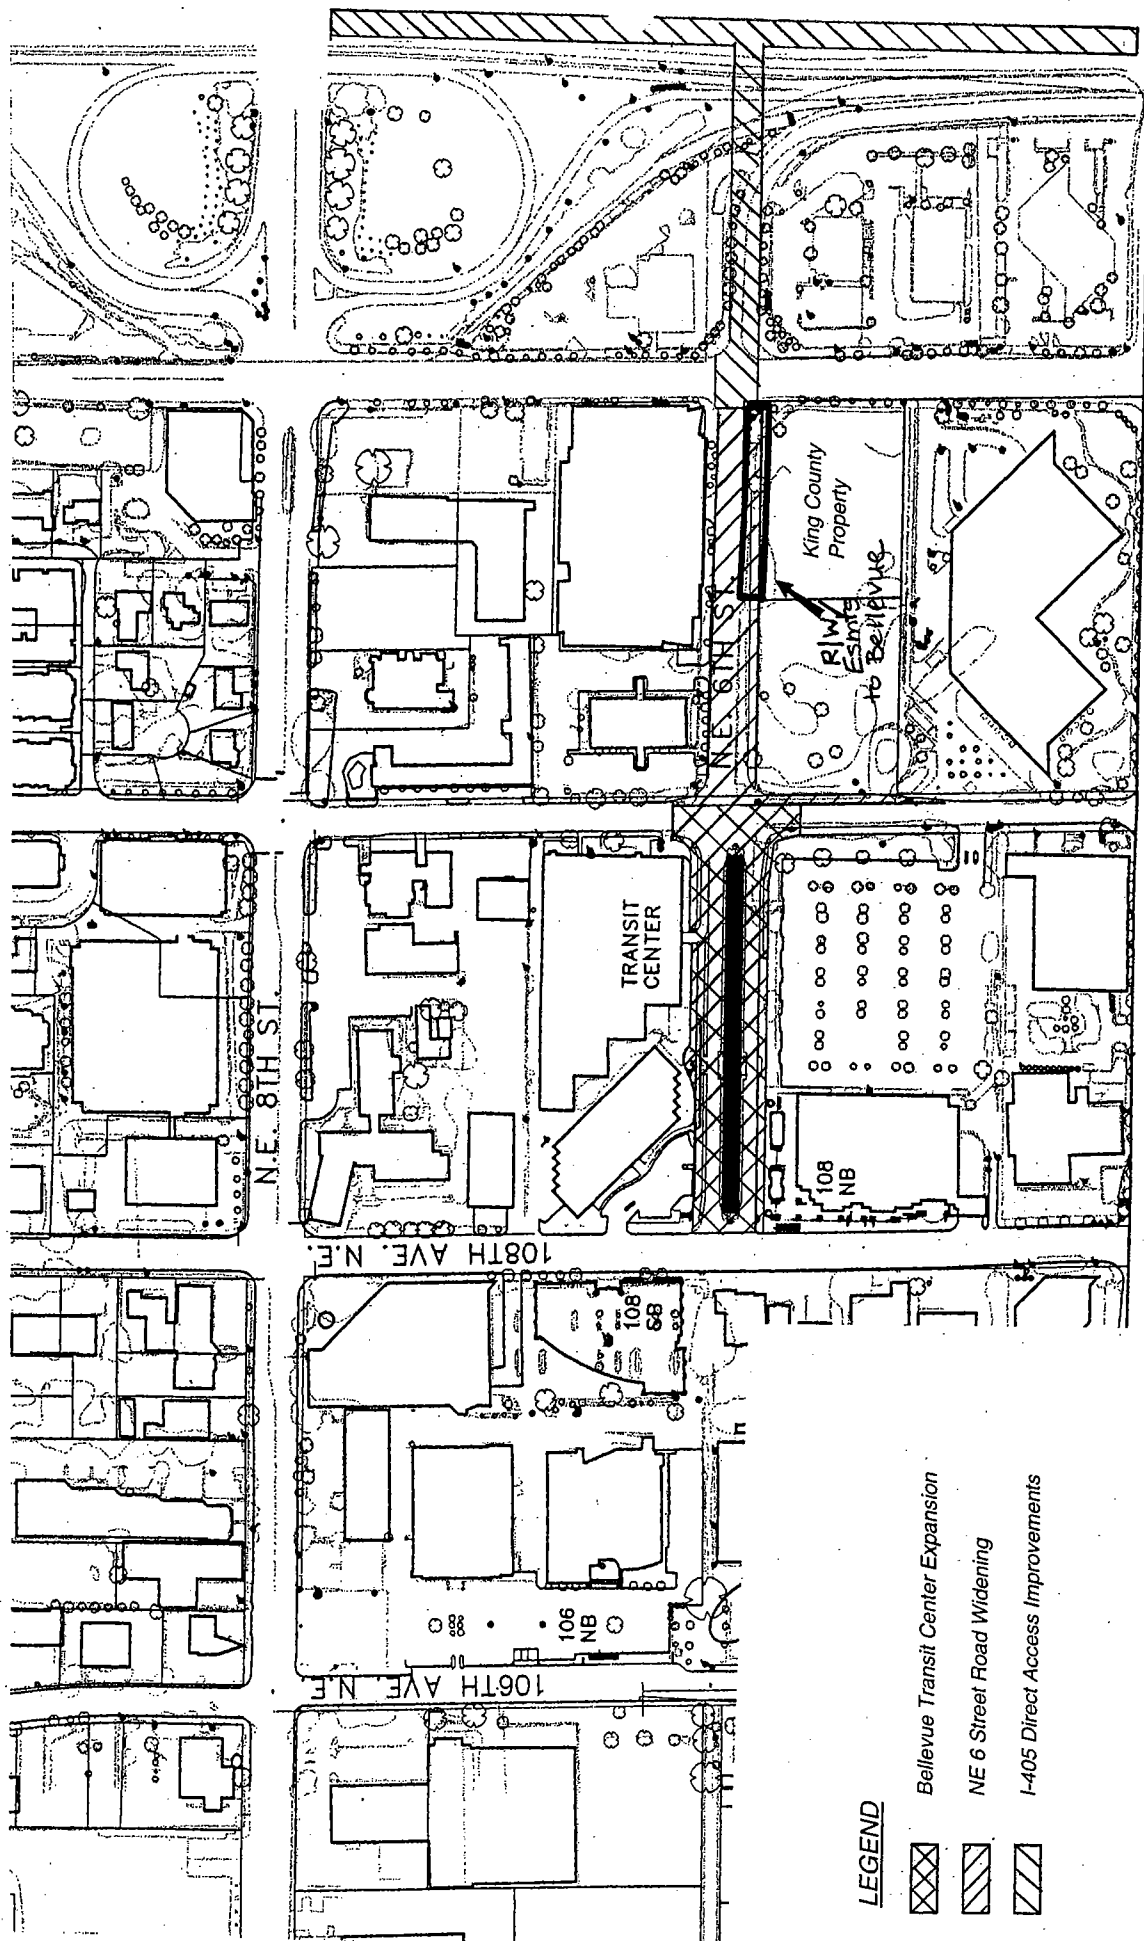 King County
Property
R/W
Esmt
to Bellevue
N.E. 6TH ST.
TRANSIT
CENTER
N.E. 8TH ST.
108
NB
108TH AVE. N.E.
108
SB
106
NB
106TH AVE. N.E.
LEGEND
Bellevue Transit Center Expansion
NE 6 Street Road Widening
I-405 Direct Access Improvements